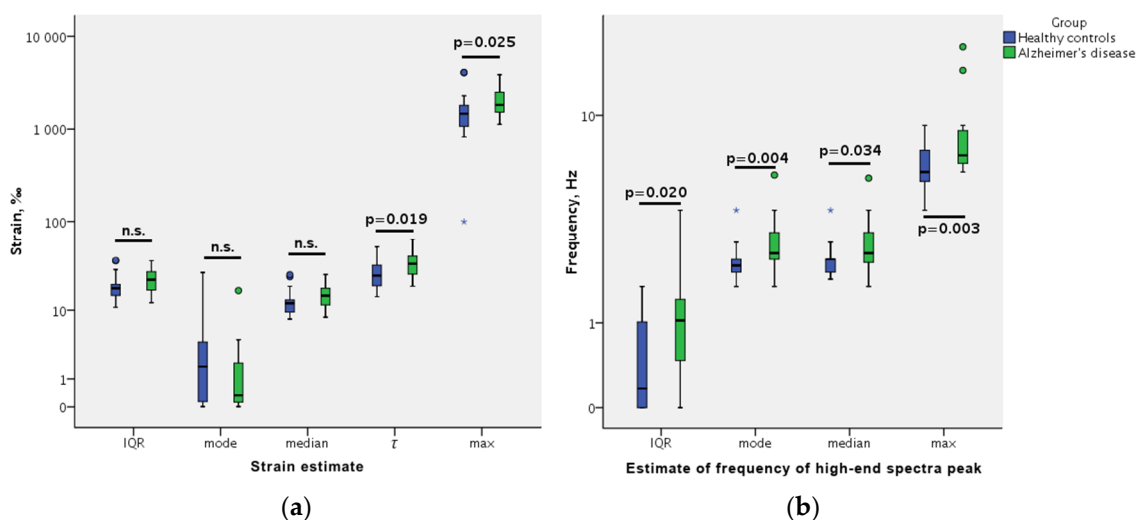 10 000
1 000
100
10
1
0
Strain, ‰
n.s.
n.s.
n.s.
p=0.019
p=0.025
IQR
mode
median
τ
max
Strain estimate
(a)
10
1
0
Frequency, Hz
p=0.020
p=0.004
p=0.034
p=0.003
IQR
mode
median
max
Estimate of frequency of high-end spectra peak
(b)
Group
Healthy controls
Alzheimer's disease